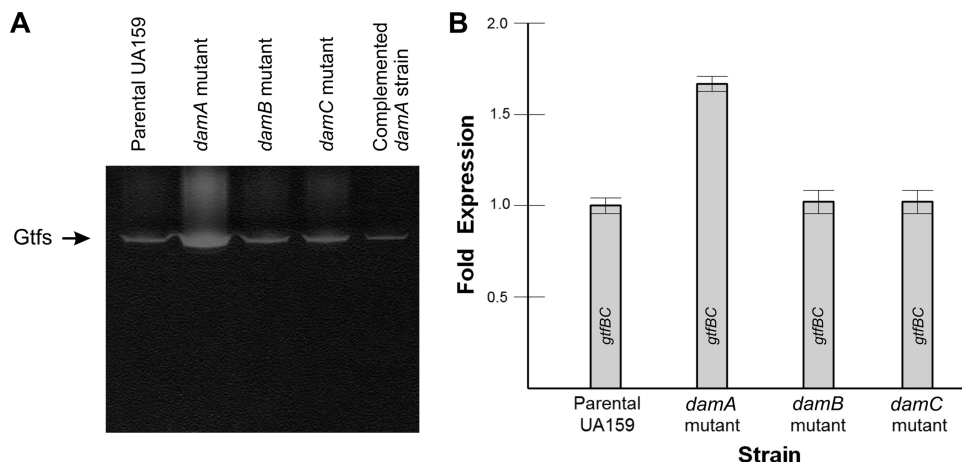 A
Parental UA159
damA mutant
damB mutant
damC mutant
Complemented
damA strain
Gtfs
B
Fold Expression
2.0
1.5
1.0
0.5
gtfBC
gtfBC
gtfBC
gtfBC
Parental
UA159
damA
mutant
damB
mutant
damC
mutant
Strain